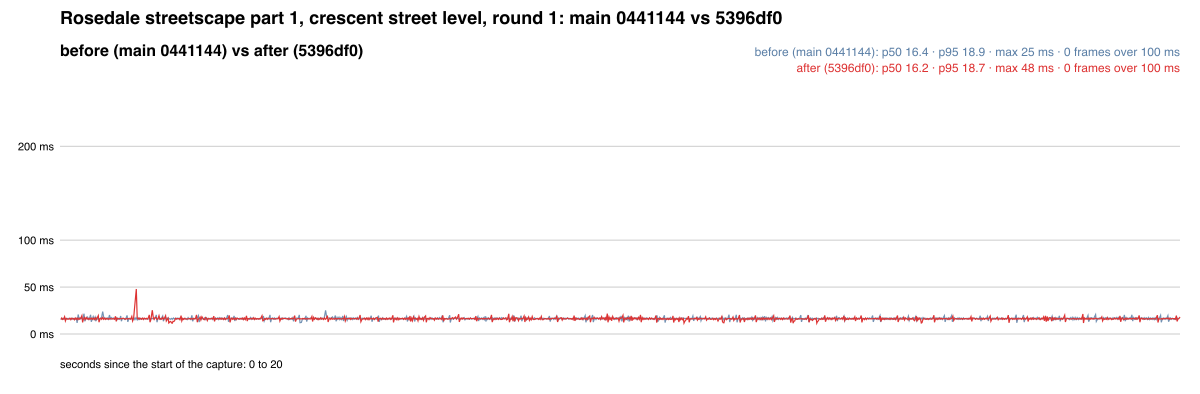 Rosedale streetscape part 1, crescent street level, round 1: main 0441144 vs 5396df0
before (main 0441144) vs after (5396df0)
before (main 0441144): p50 16.4 · p95 18.9 · max 25 ms · 0 frames over 100 ms
after (5396df0): p50 16.2 · p95 18.7 · max 48 ms · 0 frames over 100 ms
200 ms
100 ms
50 ms
0 ms
seconds since the start of the capture: 0 to 20